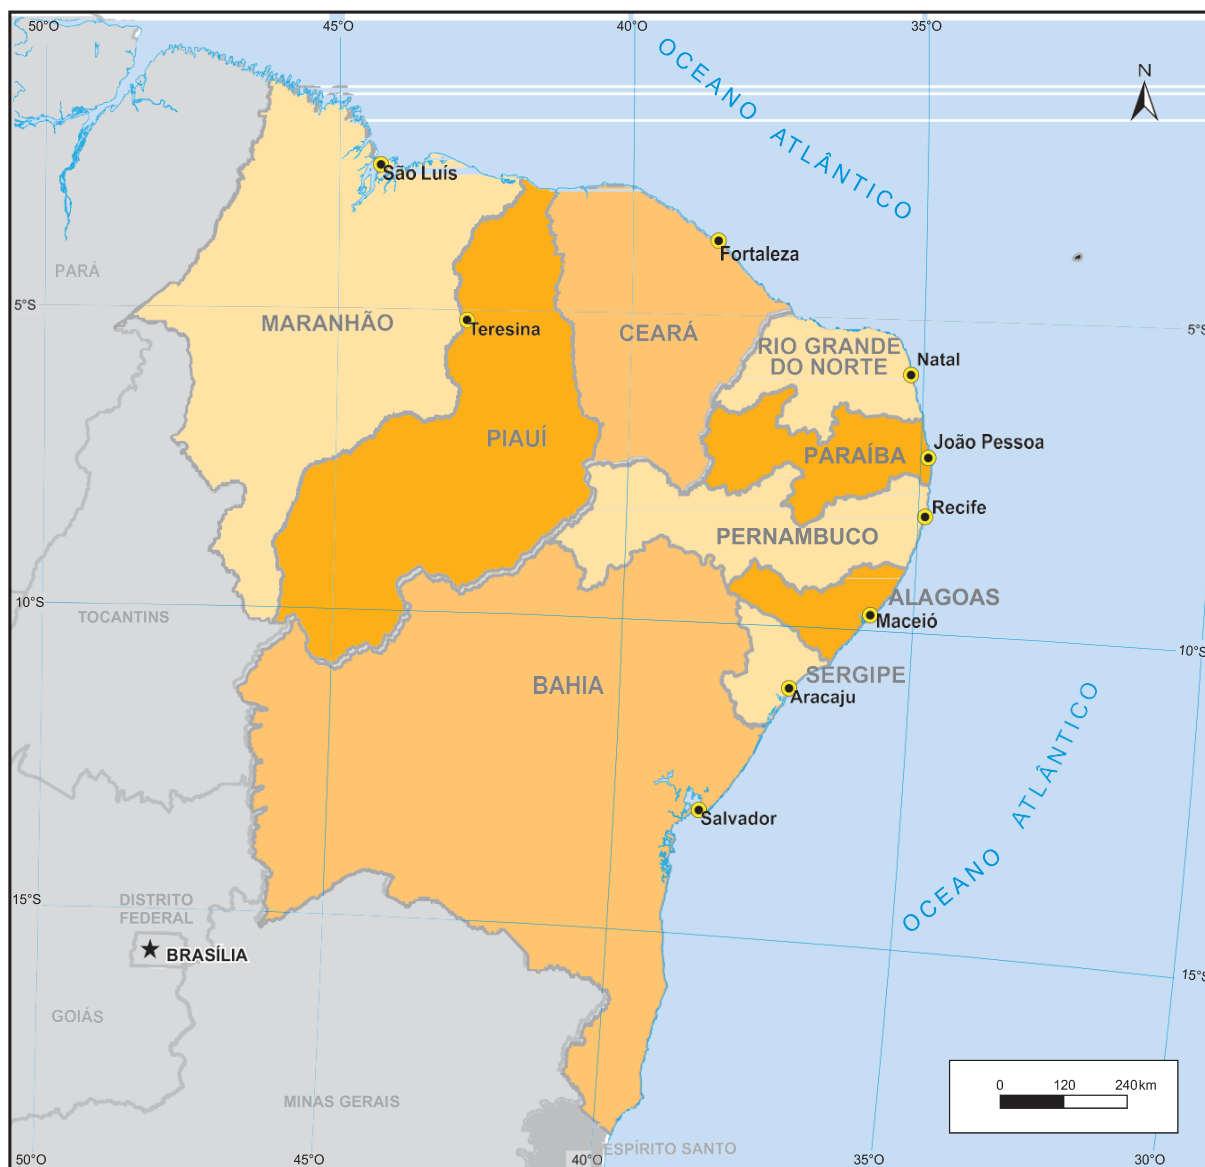 50°O
45°O
40°O
35°O
OCEANO ATLÂNTICO
N
São Luís
Fortaleza
PARÁ
5°S
MARANHÃO
Teresina
CEARÁ
5°S
RIO GRANDE
DO NORTE
Natal
PIAUÍ
PARAÍBA
João Pessoa
Recife
PERNAMBUCO
10°S
TOCANTINS
ALAGOAS
Maceió
10°S
BAHIA
SERGIPE
Aracaju
OCEANO ATLÂNTICO
Salvador
15°S
DISTRITO
FEDERAL
BRASÍLIA
15°S
GOIÁS
MINAS GERAIS
0 120 240 km
ESPÍRITO SANTO
50°O
45°O
40°O
35°O
30°O